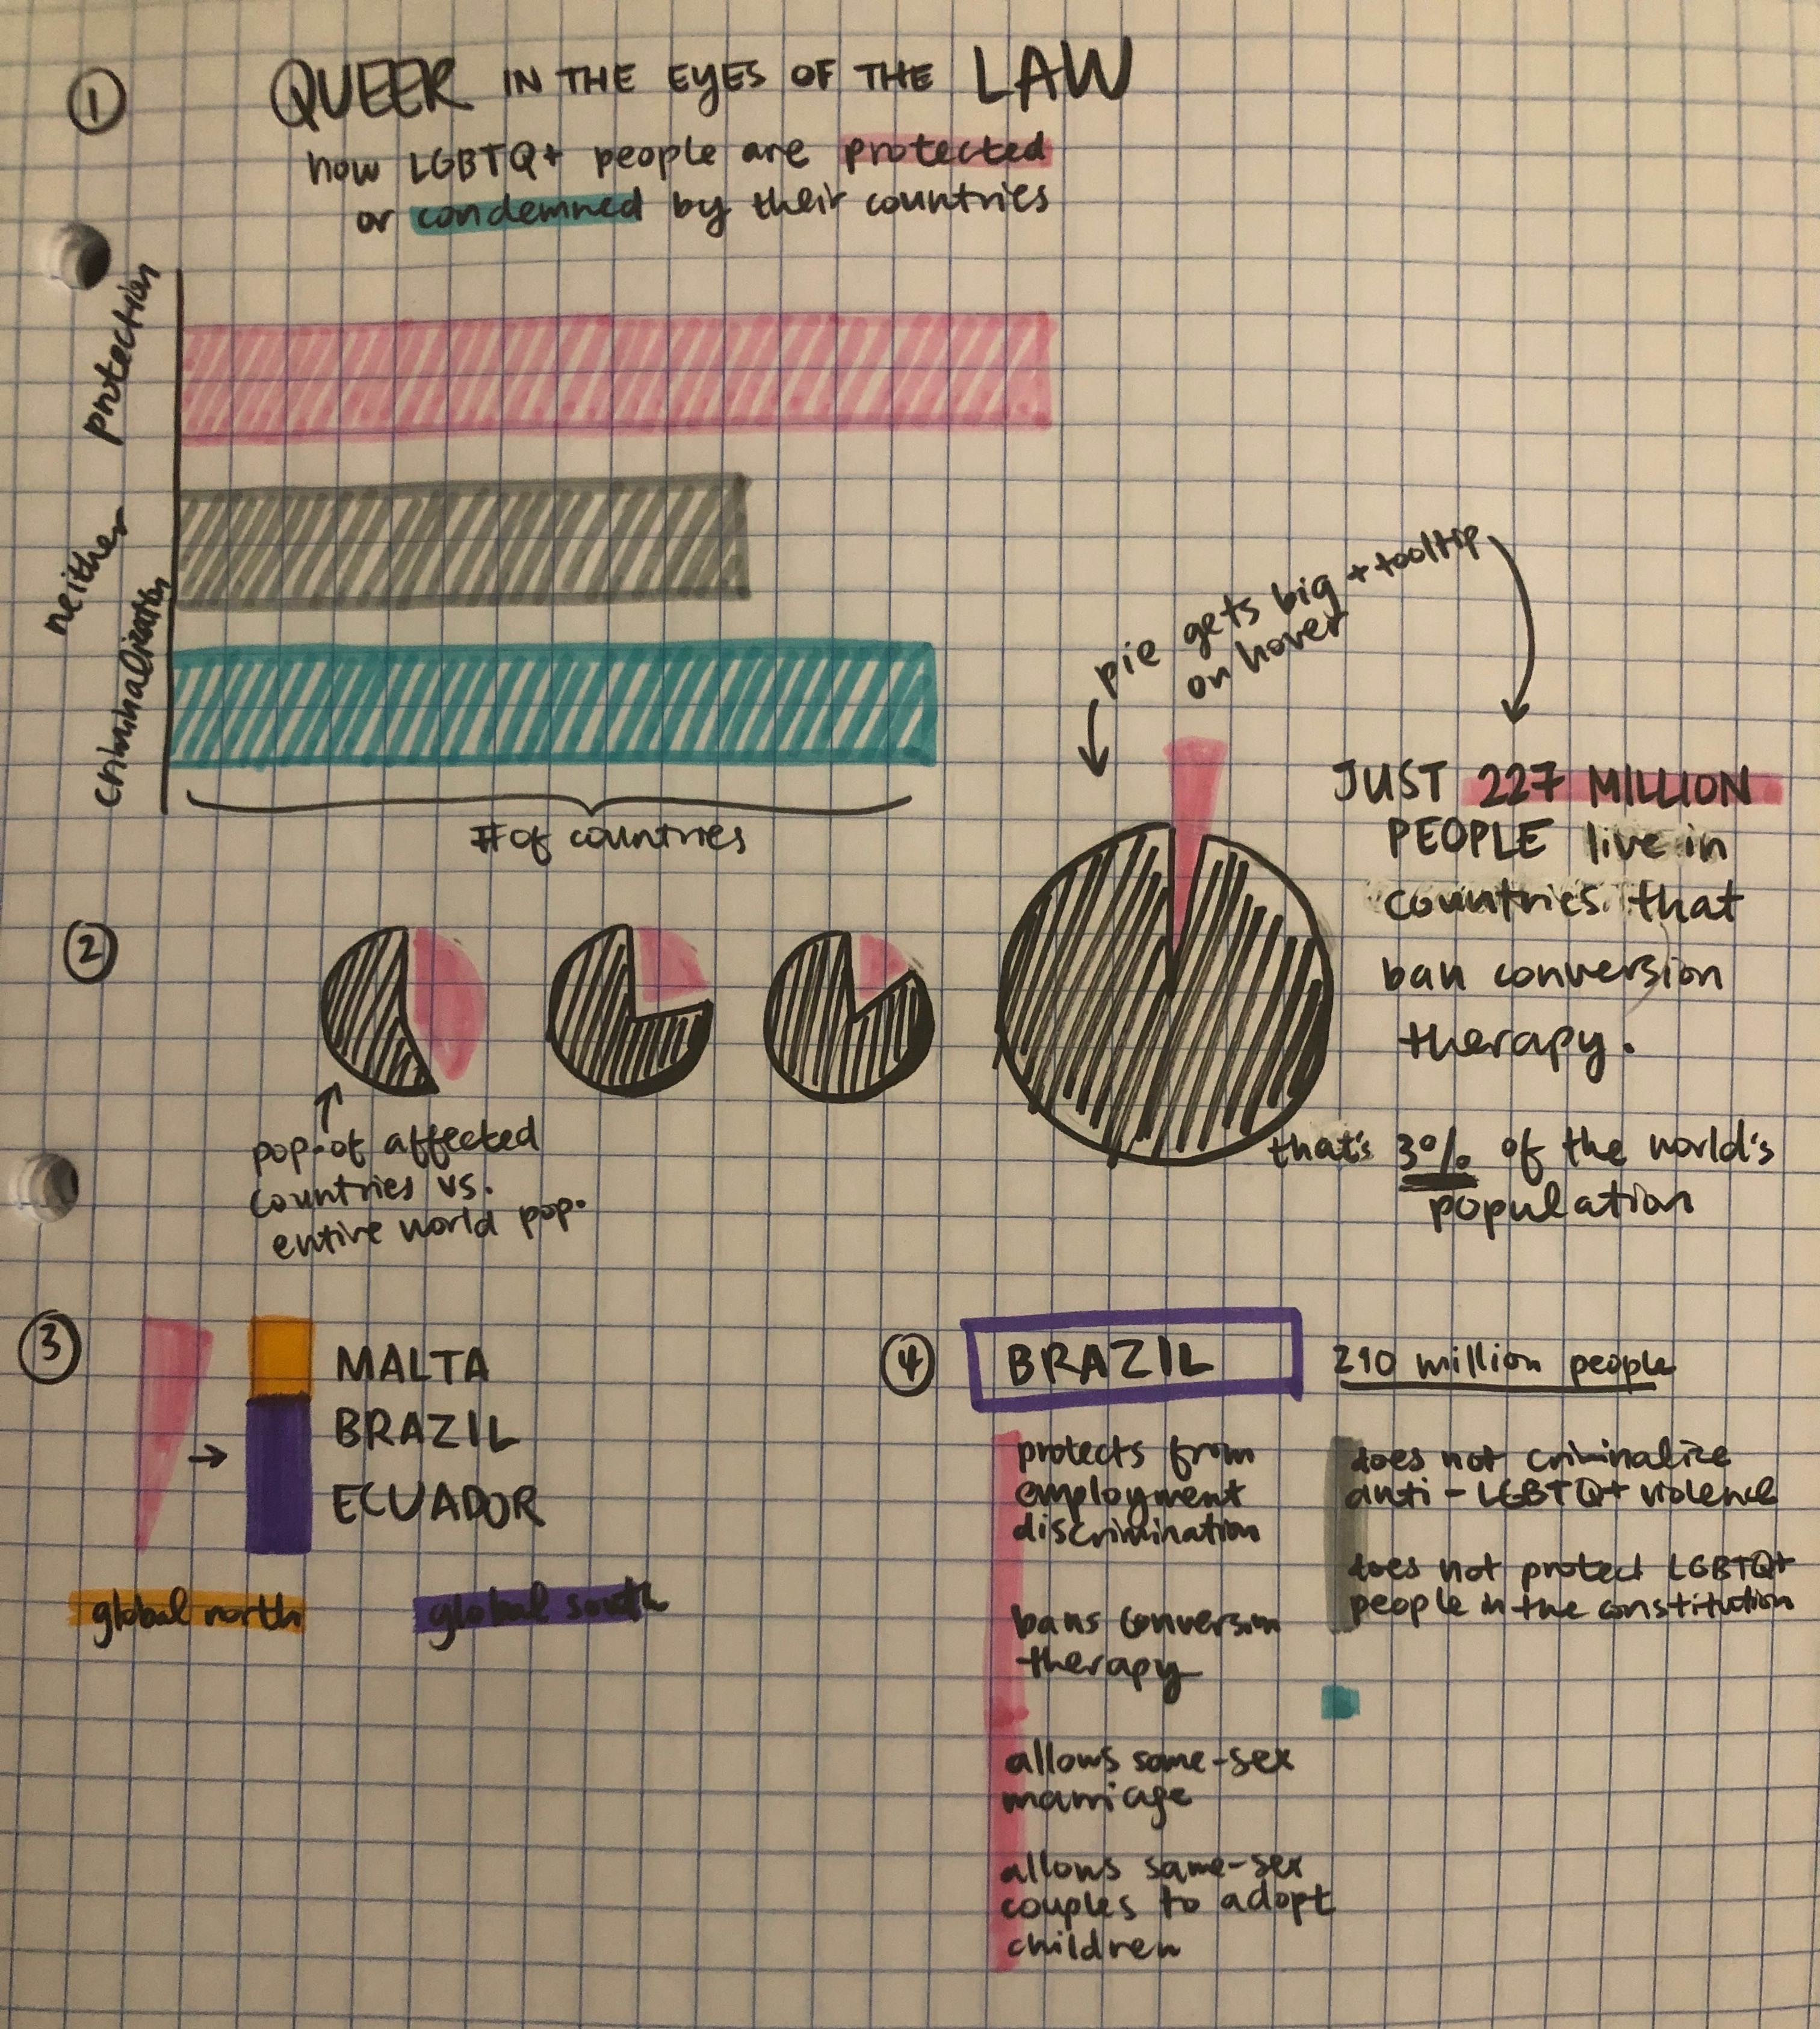 ① QUEER IN THE EYES OF THE LAW
how LGBTQ+ people are protected
or condemned by their countries
protection
neither
criminalization
# of countries
pie gets big + tooltip
on hover
JUST 227 MILLION
PEOPLE live in
countries that
ban conversion
therapy.
that's 3% of the world's
population
②
pop. of affected
countries vs.
entire world pop.
③
MALTA
BRAZIL
ECUADOR
global north
global south
④ BRAZIL
210 million people
protects from
employment
discrimination
bans conversion
therapy
allows same-sex
marriage
allows same-sex
couples to adopt
children
does not criminalize
anti-LGBTQ+ violence
does not protect LGBTQ+
people in the constitution